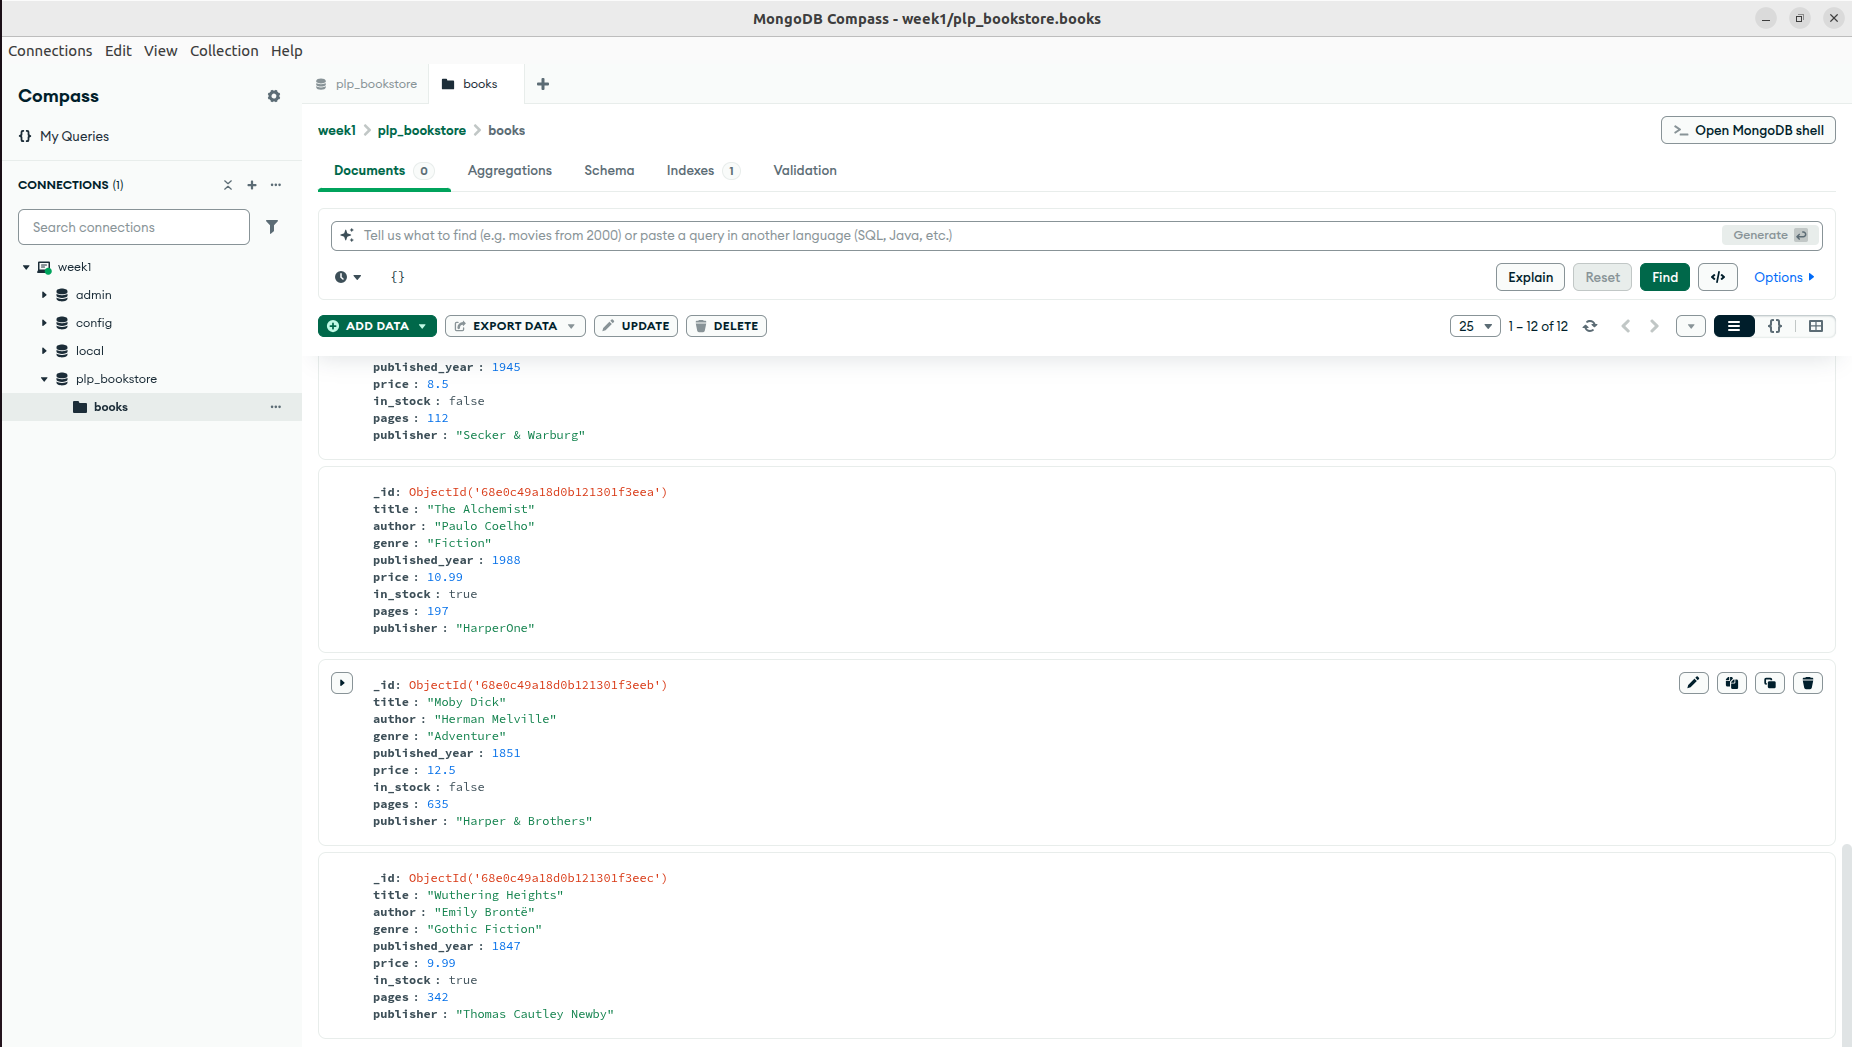 MongoDB Compass - week1/plp_bookstore.books
Connections Edit View Collection Help
Compass
{} My Queries
CONNECTIONS (1)
Search connections
week1
admin
config
local
plp_bookstore
books
plp_bookstore books
week1 > plp_bookstore > books
>_ Open MongoDB shell
Documents 0 Aggregations Schema Indexes 1 Validation
Tell us what to find (e.g. movies from 2000) or paste a query in another language (SQL, Java, etc.)
Generate
{}
Explain Reset Find </> Options
ADD DATA EXPORT DATA UPDATE DELETE
25 1 – 12 of 12 {}
published_year : 1945
price : 8.5
in_stock : false
pages : 112
publisher : "Secker & Warburg"
_id: ObjectId('68e0c49a18d0b121301f3eea')
title : "The Alchemist"
author : "Paulo Coelho"
genre : "Fiction"
published_year : 1988
price : 10.99
in_stock : true
pages : 197
publisher : "HarperOne"
_id: ObjectId('68e0c49a18d0b121301f3eeb')
title : "Moby Dick"
author : "Herman Melville"
genre : "Adventure"
published_year : 1851
price : 12.5
in_stock : false
pages : 635
publisher : "Harper & Brothers"
_id: ObjectId('68e0c49a18d0b121301f3eec')
title : "Wuthering Heights"
author : "Emily Brontë"
genre : "Gothic Fiction"
published_year : 1847
price : 9.99
in_stock : true
pages : 342
publisher : "Thomas Cautley Newby"